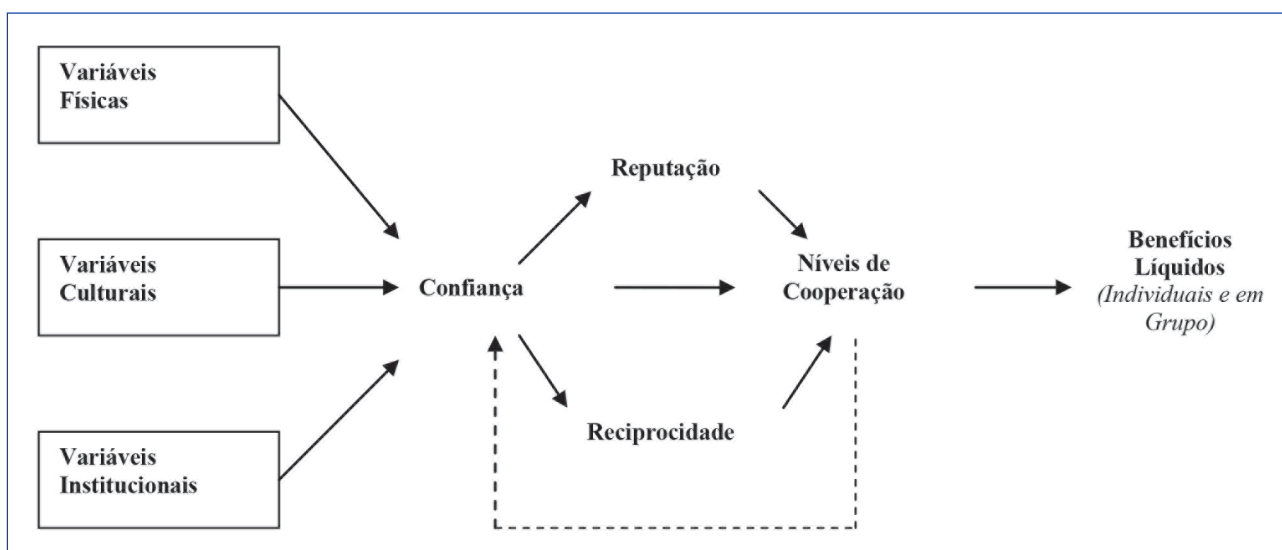 Variáveis
Físicas
Reputação
Variáveis
Culturais
Confiança
Níveis de
Cooperação
Benefícios
Líquidos
(Individuais e em
Grupo)
Reciprocidade
Variáveis
Institucionais